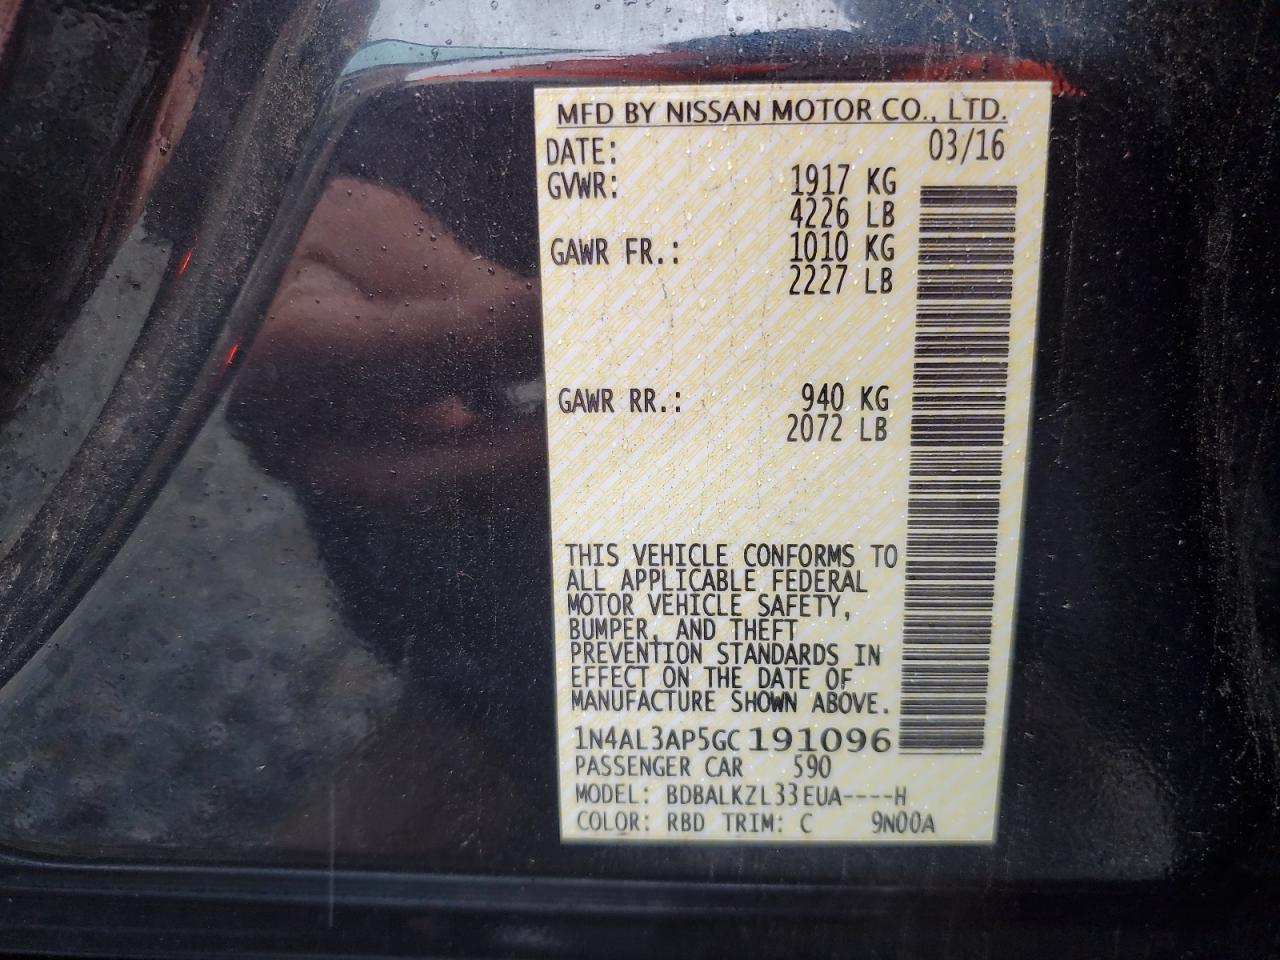 MFD BY NISSAN MOTOR CO., LTD.
DATE: 03/16
GVWR: 1917 KG
4226 LB
GAWR FR.: 1010 KG
2227 LB
GAWR RR.: 940 KG
2072 LB
THIS VEHICLE CONFORMS TO
ALL APPLICABLE FEDERAL
MOTOR VEHICLE SAFETY,
BUMPER, AND THEFT
PREVENTION STANDARDS IN
EFFECT ON THE DATE OF
MANUFACTURE SHOWN ABOVE.
1N4AL3AP5GC191096
PASSENGER CAR 590
MODEL: BDBALKZL33EUA----H
COLOR: RBD TRIM: C 9N00A